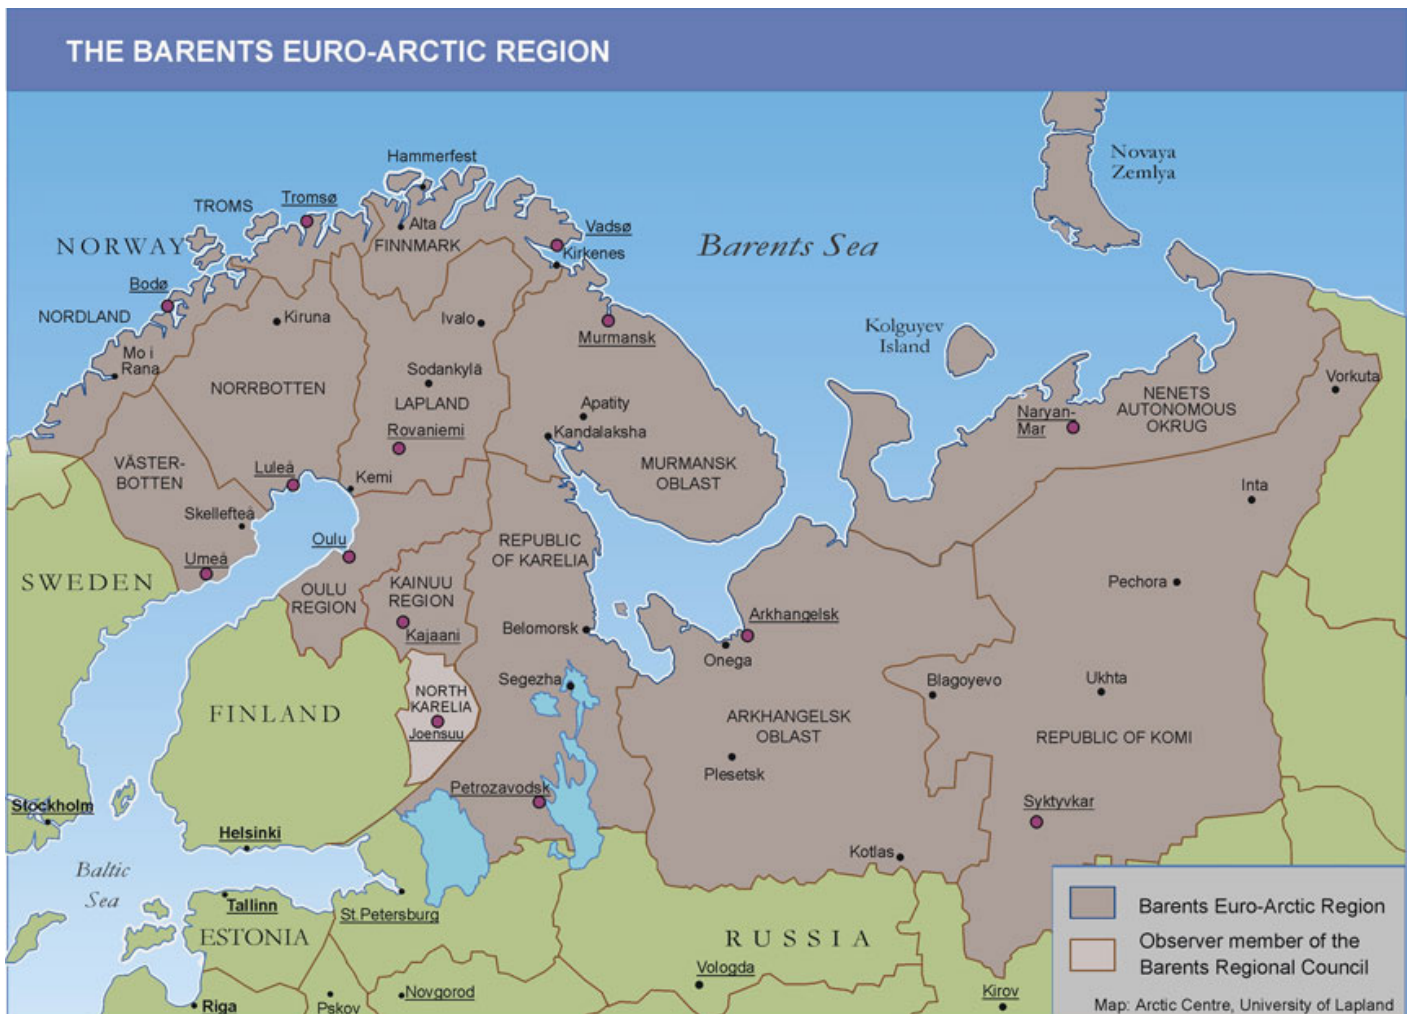 THE BARENTS EURO-ARCTIC REGION
Hammerfest
Novaya
Zemlya
TROMS
Tromsø
Alta
Vadsø
NORWAY
FINNMARK
Barents Sea
Kirkenes
Bodø
NORDLAND
Kiruna
Ivalo
Murmansk
Kolguyev
Island
Mo i
Rana
NORRBOTTEN
Sodankylä
LAPLAND
Apatity
Naryan-
Mar
NENETS
AUTONOMOUS
OKRUG
Vorkuta
Rovaniemi
Kandalaksha
VÄSTER-
BOTTEN
Luleå
Kemi
MURMANSK
OBLAST
Inta
Skellefteå
Oulu
REPUBLIC
OF KARELIA
Umeå
SWEDEN
OULU
REGION
KAINUU
REGION
Pechora
Kajaani
Belomorsk
Arkhangelsk
Onega
Segezha
Blagoyevo
Ukhta
FINLAND
NORTH
KARELIA
Joensuu
ARKHANGELSK
OBLAST
REPUBLIC OF KOMI
Plesetsk
Petrozavodsk
Syktyvkar
Stockholm
Helsinki
Kotlas
Baltic
Sea
Tallinn
St.Petersburg
ESTONIA
RUSSIA
Vologda
Novgorod
Kirov
Riga
Pskov
Barents Euro-Arctic Region
Observer member of the
Barents Regional Council
Map: Arctic Centre, University of Lapland